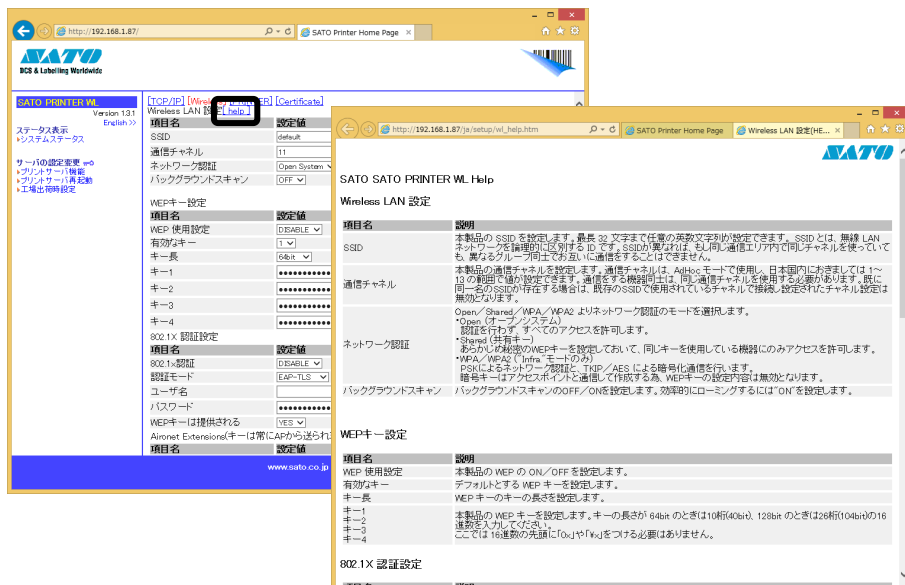 http://192.168.1.87/
SATO Printer Home Page
SATO
DCS & Labelling Worldwide
SATO PRINTER WL
Version 1.3.1
English >>
ステータス表示
システムステータス
サーバの設定変更
プリントサーバ機能
プリントサーバ再起動
工場出荷時設定
[TCP/IP] [Certificate]
Wireless LAN 設定[ help ]
項目名 設定値
SSID default
通信チャネル 11
ネットワーク認証 Open System
バックグラウンドスキャン OFF
WEPキー設定
項目名 設定値
WEP 使用設定 DISABLE
有効なキー 1
キー長 64bit
キー1 ●●●●●●●●●●
キー2 ●●●●●●●●●●
キー3 ●●●●●●●●●●
キー4 ●●●●●●●●●●
802.1X 認証設定
項目名 設定値
802.1x認証 DISABLE
認証モード EAP-TLS
ユーザ名
パスワード ●●●●●●●●●●
WEPキーは提供される YES
Aironet Extensions(キーは常にAPから送られ
項目名 設定値
www.sato.co.jp
http://192.168.1.87/ja/setup/wl_help.htm
SATO Printer Home Page
Wireless LAN 設定(HE...
SATO
SATO SATO PRINTER WL Help
Wireless LAN 設定
項目名 説明
SSID 本製品の SSID を設定します。最長 32 文字まで任意の英数文字列が設定できます。 SSID とは、無線 LAN
ネットワークを論理的に区別する ID です。SSIDが異なれば、もし同じ通信エリア内で同じチャネルを使っていて
も、異なるグループ同士でお互いに通信をすることはできません。
通信チャネル 本製品の通信チャネルを設定します。通信チャネルは、AdHoc モードで使用し、日本国内におきましては 1～
13 の範囲で値が設定できます。通信をする機器同士は、同じ通信チャネルを使用する必要があります。既に
同一名のSSIDが存在する場合は、既存のSSIDで使用されているチャネルで接続し設定されたチャネル設定は
無効となります。
ネットワーク認証 Open／Shared／WPA／WPA2 よりネットワーク認証のモードを選択します。
・Open (オープンシステム)
認証を行わず、すべてのアクセスを許可します。
・Shared (共有キー)
あらかじめ秘密のWEPキーを設定しておいて、同じキーを使用している機器にのみアクセスを許可します。
・WPA／WPA2 ("Infra"モードのみ)
PSKによるネットワーク認証と、TKIP／AES による暗号化通信を行います。
暗号キーはアクセスポイントと通信して作成する為、WEPキーの設定内容は無効となります。
バックグラウンドスキャン バックグラウンドスキャンのOFF／ONを設定します。効率的にローミングするには"ON"を設定します。
WEPキー設定
項目名 説明
WEP 使用設定 本製品の WEP の ON／OFF を設定します。
有効なキー デフォルトとする WEP キーを設定します。
キー長 WEP キーのキーの長さを設定します。
キー1
キー2
キー3
キー4
本製品の WEP キーを設定します。キーの長さが 64bit のときは10桁(40bit)、128bit のときは26桁(104bit)の16
進数を入力してください。
ここでは 16進数の先頭に「0x」や「¥x」をつける必要はありません。
802.1X 認証設定